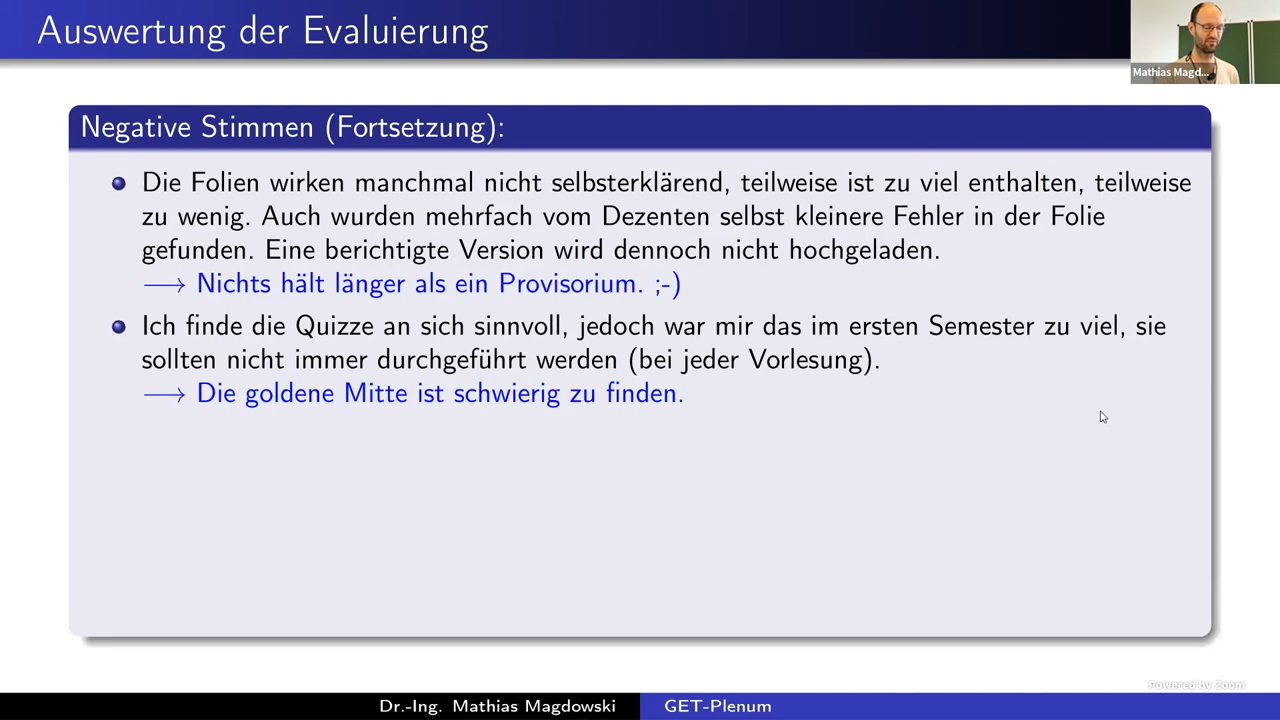 Auswertung der Evaluierung
Mathias Magd...
Negative Stimmen (Fortsetzung):
Die Folien wirken manchmal nicht selbsterklärend, teilweise ist zu viel enthalten, teilweise
zu wenig. Auch wurden mehrfach vom Dezenten selbst kleinere Fehler in der Folie
gefunden. Eine berichtigte Version wird dennoch nicht hochgeladen.
⟶ Nichts hält länger als ein Provisorium. ;-)
Ich finde die Quizze an sich sinnvoll, jedoch war mir das im ersten Semester zu viel, sie
sollten nicht immer durchgeführt werden (bei jeder Vorlesung).
⟶ Die goldene Mitte ist schwierig zu finden.
Powered by Zoom
Dr.-Ing. Mathias Magdowski
GET-Plenum